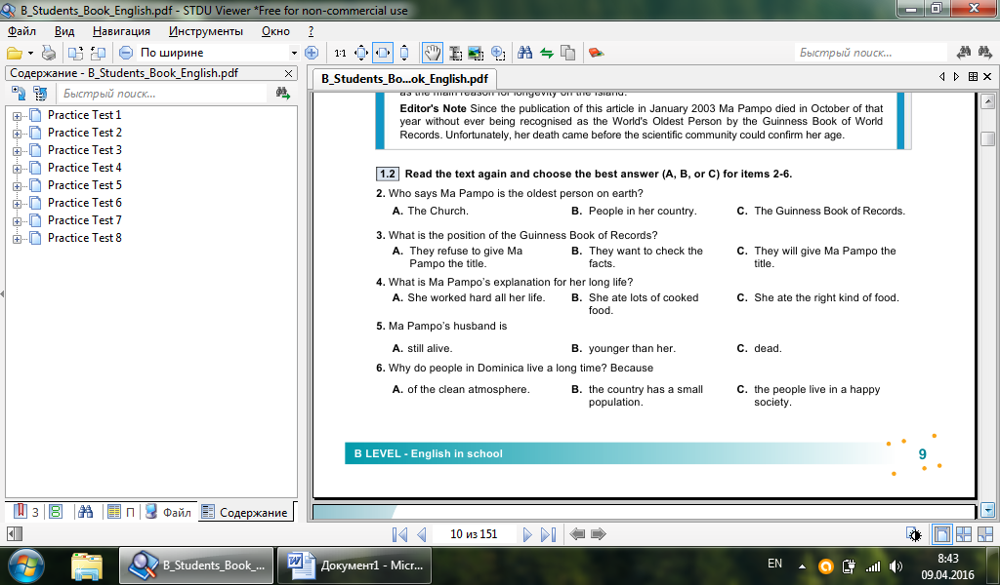 B_Students_Book_English.pdf - STDU Viewer *Free for non-commercial use
Файл Вид Навигация Инструменты Окно ?
1:1 По ширине Быстрый поиск...
Содержание - B_Students_Book_English.pdf
B_Students_Bo...ok_English.pdf
Быстрый поиск...
Practice Test 1
Practice Test 2
Practice Test 3
Practice Test 4
Practice Test 5
Practice Test 6
Practice Test 7
Practice Test 8
as the main reason for longevity on the island.
Editor's Note Since the publication of this article in January 2003 Ma Pampo died in October of that
year without ever being recognised as the World's Oldest Person by the Guinness Book of World
Records. Unfortunately, her death came before the scientific community could confirm her age.
1.2 Read the text again and choose the best answer (A, B, or C) for items 2-6.
2. Who says Ma Pampo is the oldest person on earth?
A. The Church. B. People in her country. C. The Guinness Book of Records.
3. What is the position of the Guinness Book of Records?
A. They refuse to give Ma B. They want to check the C. They will give Ma Pampo the
Pampo the title. facts. title.
4. What is Ma Pampo's explanation for her long life?
A. She worked hard all her life. B. She ate lots of cooked C. She ate the right kind of food.
food.
5. Ma Pampo's husband is
A. still alive. B. younger than her. C. dead.
6. Why do people in Dominica live a long time? Because
A. of the clean atmosphere. B. the country has a small C. the people live in a happy
population. society.
B LEVEL - English in school 9
З П Файл Содержание
10 из 151
B_Students_Book_... Документ1 - Micr... EN 8:43
09.04.2016